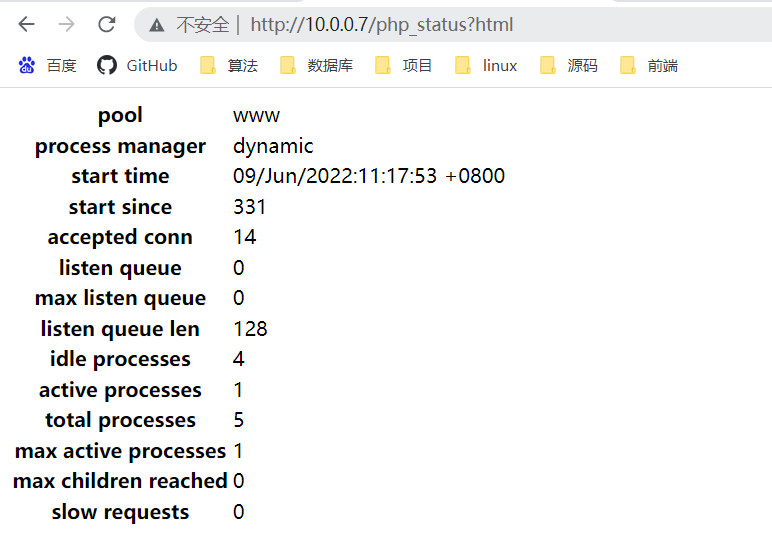 不安全 | http://10.0.0.7/php_status?html
百度 GitHub 算法 数据库 项目 linux 源码 前端
pool www
process manager dynamic
start time 09/Jun/2022:11:17:53 +0800
start since 331
accepted conn 14
listen queue 0
max listen queue 0
listen queue len 128
idle processes 4
active processes 1
total processes 5
max active processes 1
max children reached 0
slow requests 0